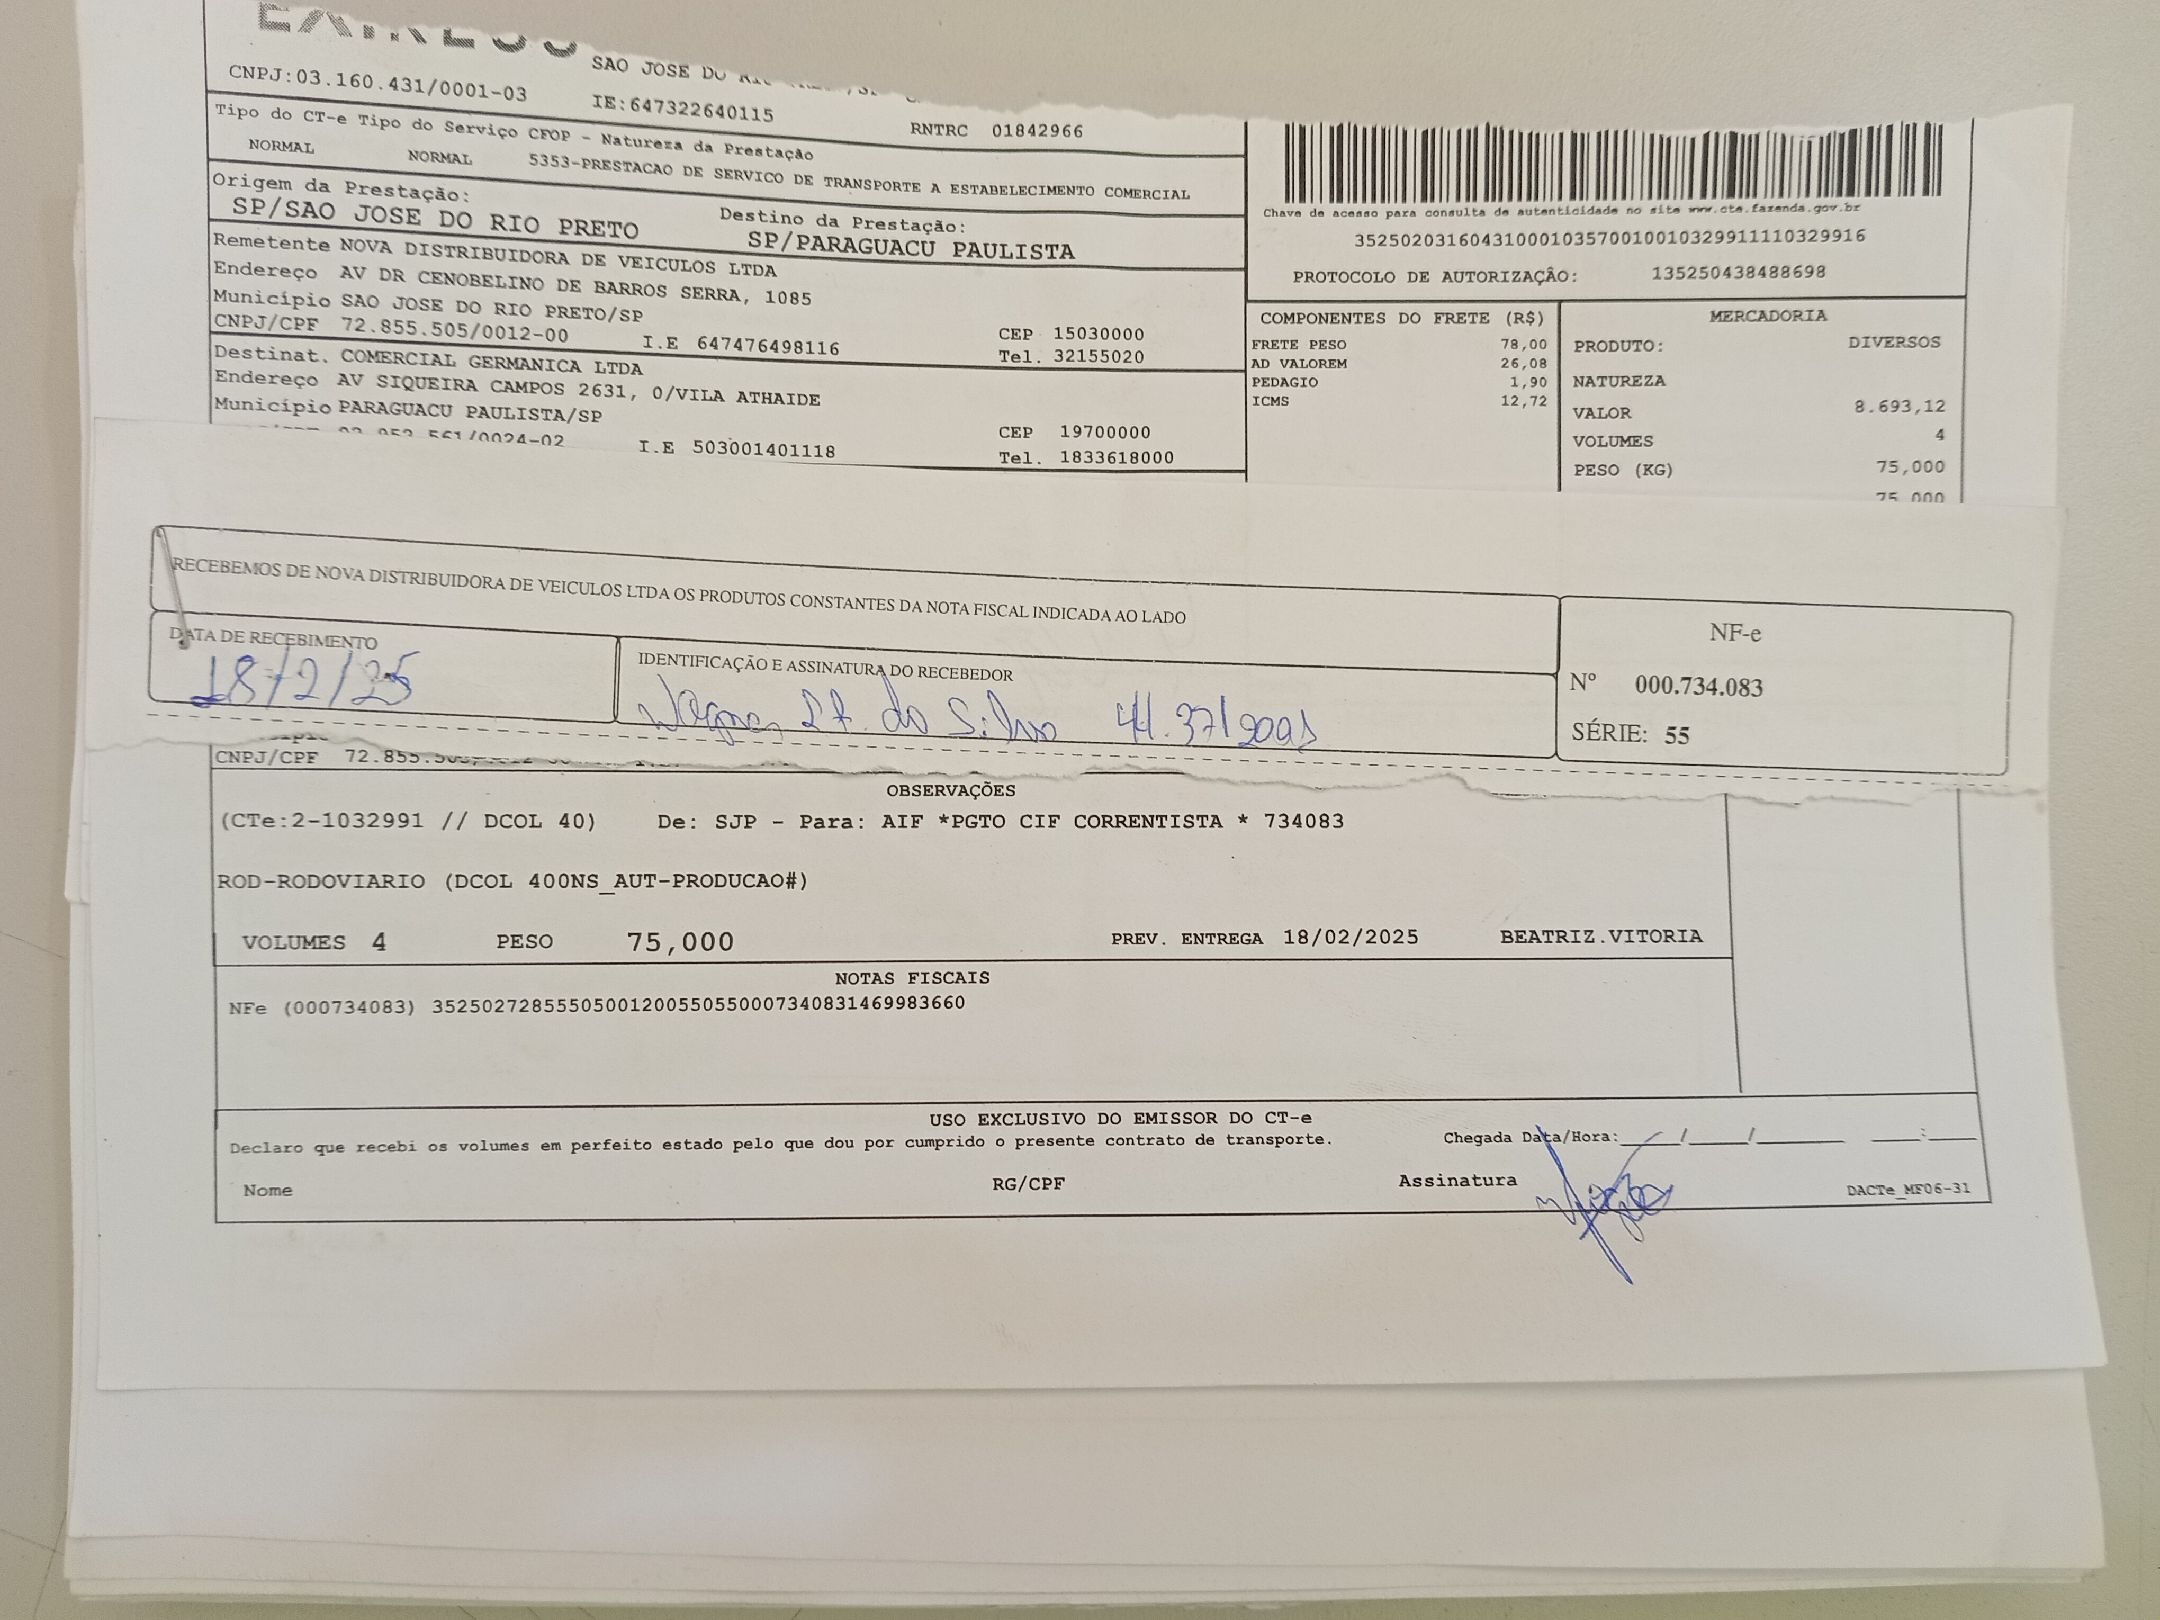 SAO JOSE DO
CNPJ:03.160.431/0001-03 IE:647322640115 RNTRC 01842966
Tipo do CT-e Tipo do Serviço CFOP - Natureza da Prestação
NORMAL NORMAL 5353-PRESTACAO DE SERVICO DE TRANSPORTE A ESTABELECIMENTO COMERCIAL
Origem da Prestação: Destino da Prestação:
SP/SAO JOSE DO RIO PRETO SP/PARAGUACU PAULISTA
Remetente NOVA DISTRIBUIDORA DE VEICULOS LTDA
Endereço AV DR CENOBELINO DE BARROS SERRA, 1085
Município SAO JOSE DO RIO PRETO/SP CEP 15030000
CNPJ/CPF 72.855.505/0012-00 I.E 647476498116 Tel. 32155020
Destinat. COMERCIAL GERMANICA LTDA
Endereço AV SIQUEIRA CAMPOS 2631, 0/VILA ATHAIDE
Município PARAGUACU PAULISTA/SP CEP 19700000
I.E 503001401118 Tel. 1833618000
Chave de acesso para consulta de autenticidade no site www.cte.fazenda.gov.br
35250203160431000103570010010329911110329916
PROTOCOLO DE AUTORIZAÇÃO: 135250438488698
COMPONENTES DO FRETE (R$)
FRETE PESO 78,00
AD VALOREM 26,08
PEDAGIO 1,90
ICMS 12,72
MERCADORIA
PRODUTO: DIVERSOS
NATUREZA
VALOR 8.693,12
VOLUMES 4
PESO (KG) 75,000
75,000
RECEBEMOS DE NOVA DISTRIBUIDORA DE VEICULOS LTDA OS PRODUTOS CONSTANTES DA NOTA FISCAL INDICADA AO LADO
DATA DE RECEBIMENTO
18/2/25
IDENTIFICAÇÃO E ASSINATURA DO RECEBEDOR
Wagner da Silva
NF-e
Nº 000.734.083
SÉRIE: 55
CNPJ/CPF 72.855.
OBSERVAÇÕES
(CTe:2-1032991 // DCOL 40) De: SJP - Para: AIF *PGTO CIF CORRENTISTA * 734083
ROD-RODOVIARIO (DCOL 400NS_AUT-PRODUCAO#)
VOLUMES 4 PESO 75,000 PREV. ENTREGA 18/02/2025 BEATRIZ.VITORIA
NOTAS FISCAIS
NFe (000734083) 35250272855505001200550550007340831469983660
USO EXCLUSIVO DO EMISSOR DO CT-e
Declaro que recebi os volumes em perfeito estado pelo que dou por cumprido o presente contrato de transporte. Chegada Data/Hora:____/____/______ ___:___
Nome RG/CPF Assinatura DACTe_MF06-31